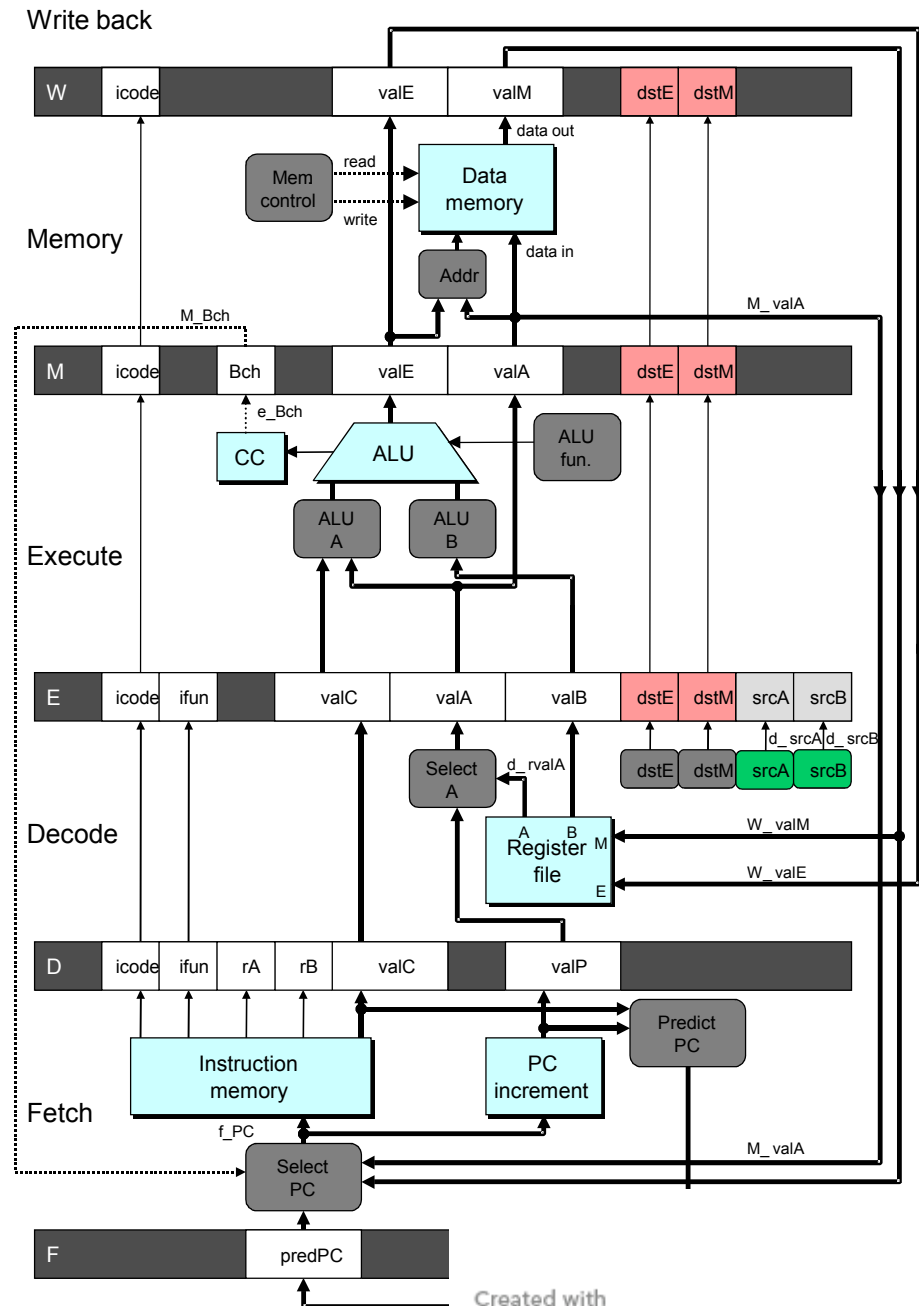 Write back
W
icode
valE
valM
dstE
dstM
data out
read
Mem
control
Data
memory
write
Memory
data in
Addr
M_valA
M_Bch
M
icode
Bch
valE
valA
dstE
dstM
e_Bch
CC
ALU
ALU
fun.
ALU
A
ALU
B
Execute
E
icode
ifun
valC
valA
valB
dstE
dstM
srcA
srcB
d_srcA
d_srcB
Select
A
d_rvalA
dstE
dstM
srcA
srcB
Decode
A
B
M
Register
file
E
W_valM
W_valE
D
icode
ifun
rA
rB
valC
valP
Predict
PC
Instruction
memory
PC
increment
Fetch
f_PC
M_valA
Select
PC
F
predPC
Created with